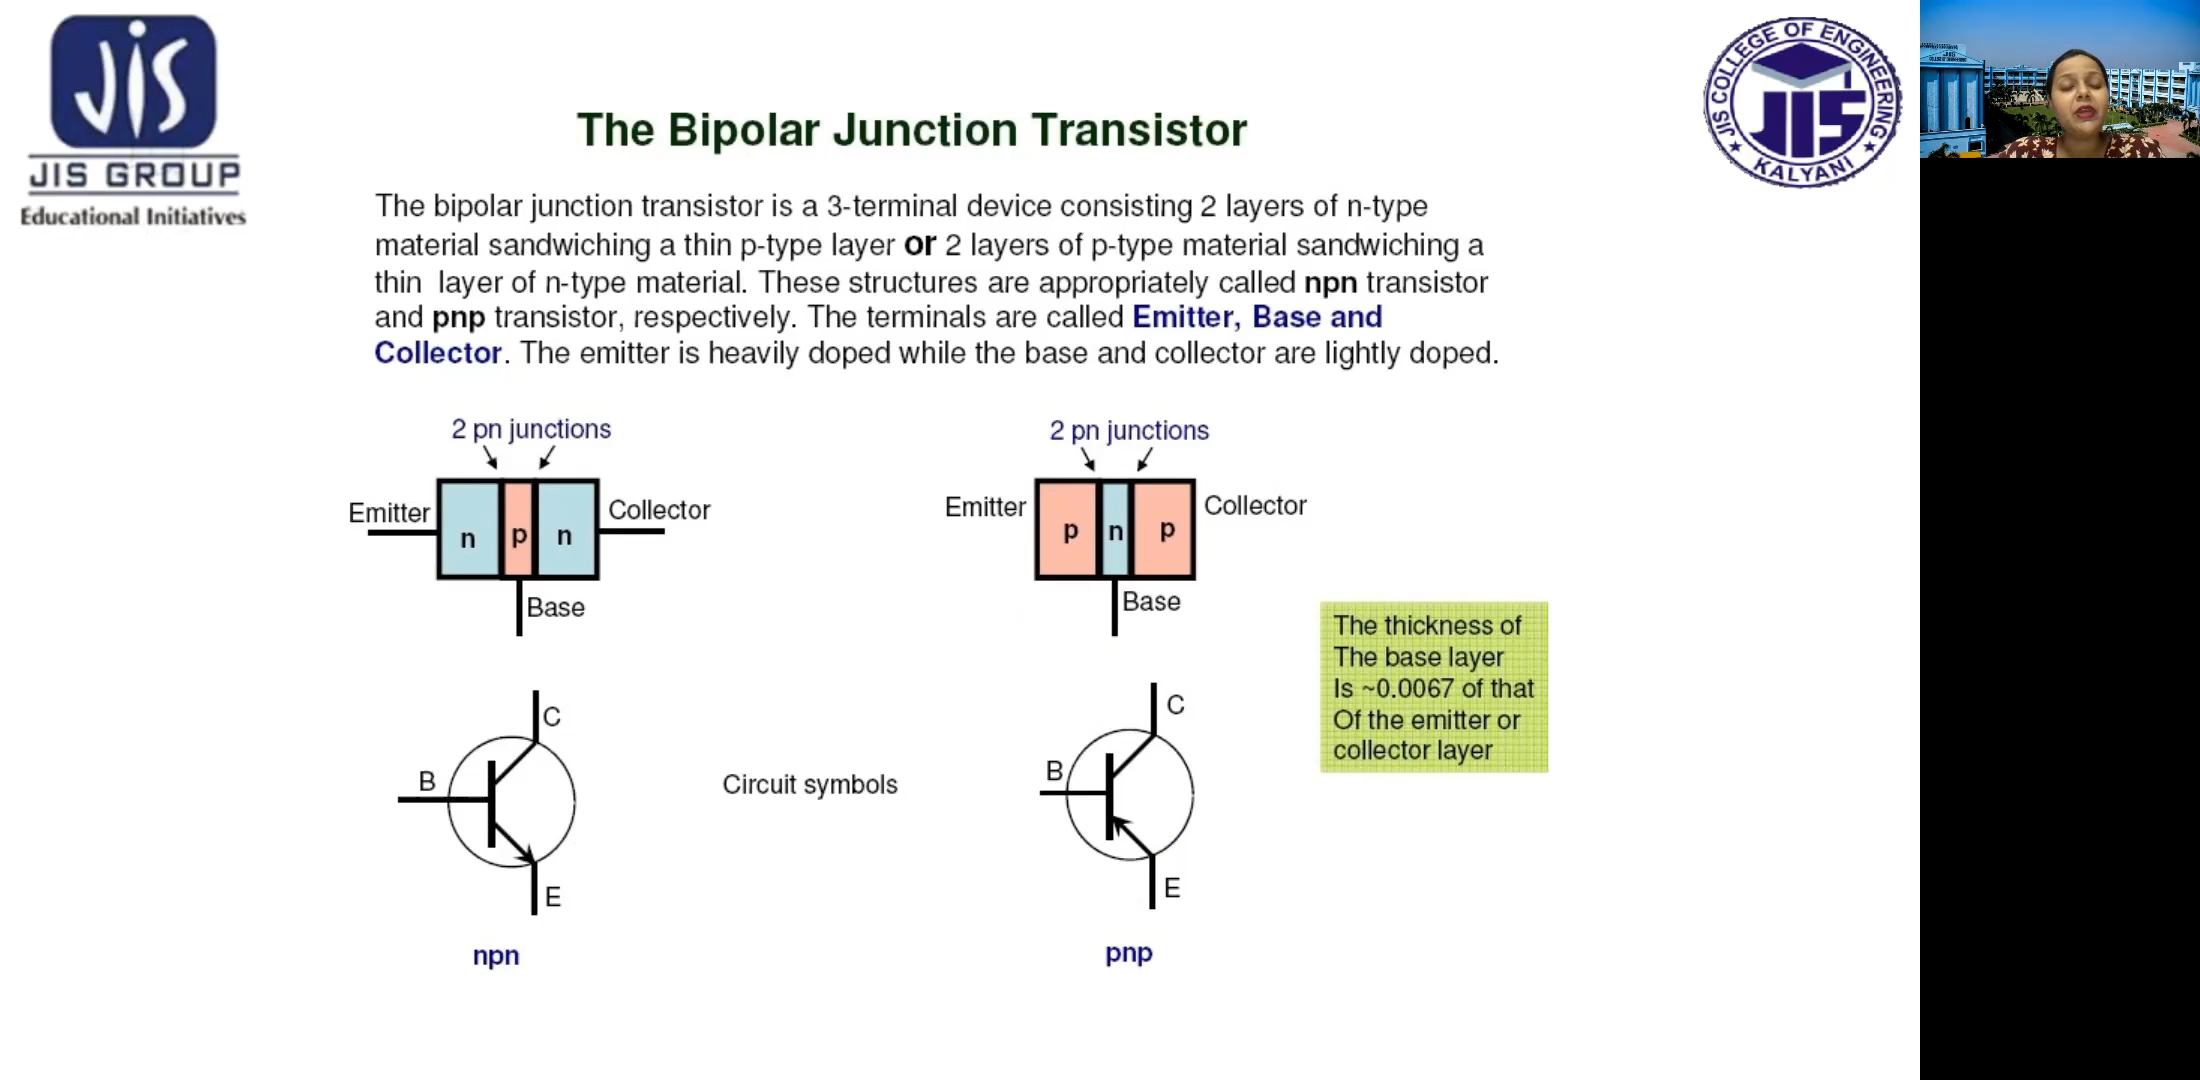 JIS
JIS GROUP
Educational Initiatives
JIS COLLEGE OF ENGINEERING
JIS
★ KALYANI ★
The Bipolar Junction Transistor
The bipolar junction transistor is a 3-terminal device consisting 2 layers of n-type
material sandwiching a thin p-type layer or 2 layers of p-type material sandwiching a
thin layer of n-type material. These structures are appropriately called npn transistor
and pnp transistor, respectively. The terminals are called Emitter, Base and
Collector. The emitter is heavily doped while the base and collector are lightly doped.
2 pn junctions
Emitter
n
p
n
Collector
Base
2 pn junctions
Emitter
p
n
p
Collector
Base
The thickness of
The base layer
Is ~0.0067 of that
Of the emitter or
collector layer
C
B
E
npn
Circuit symbols
C
B
E
pnp